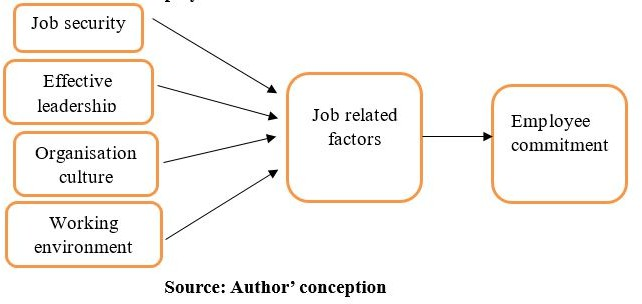 Job security
Effective
leadership
Organisation
culture
Working
environment
Job related
factors
Employee
commitment
Source: Author’ conception